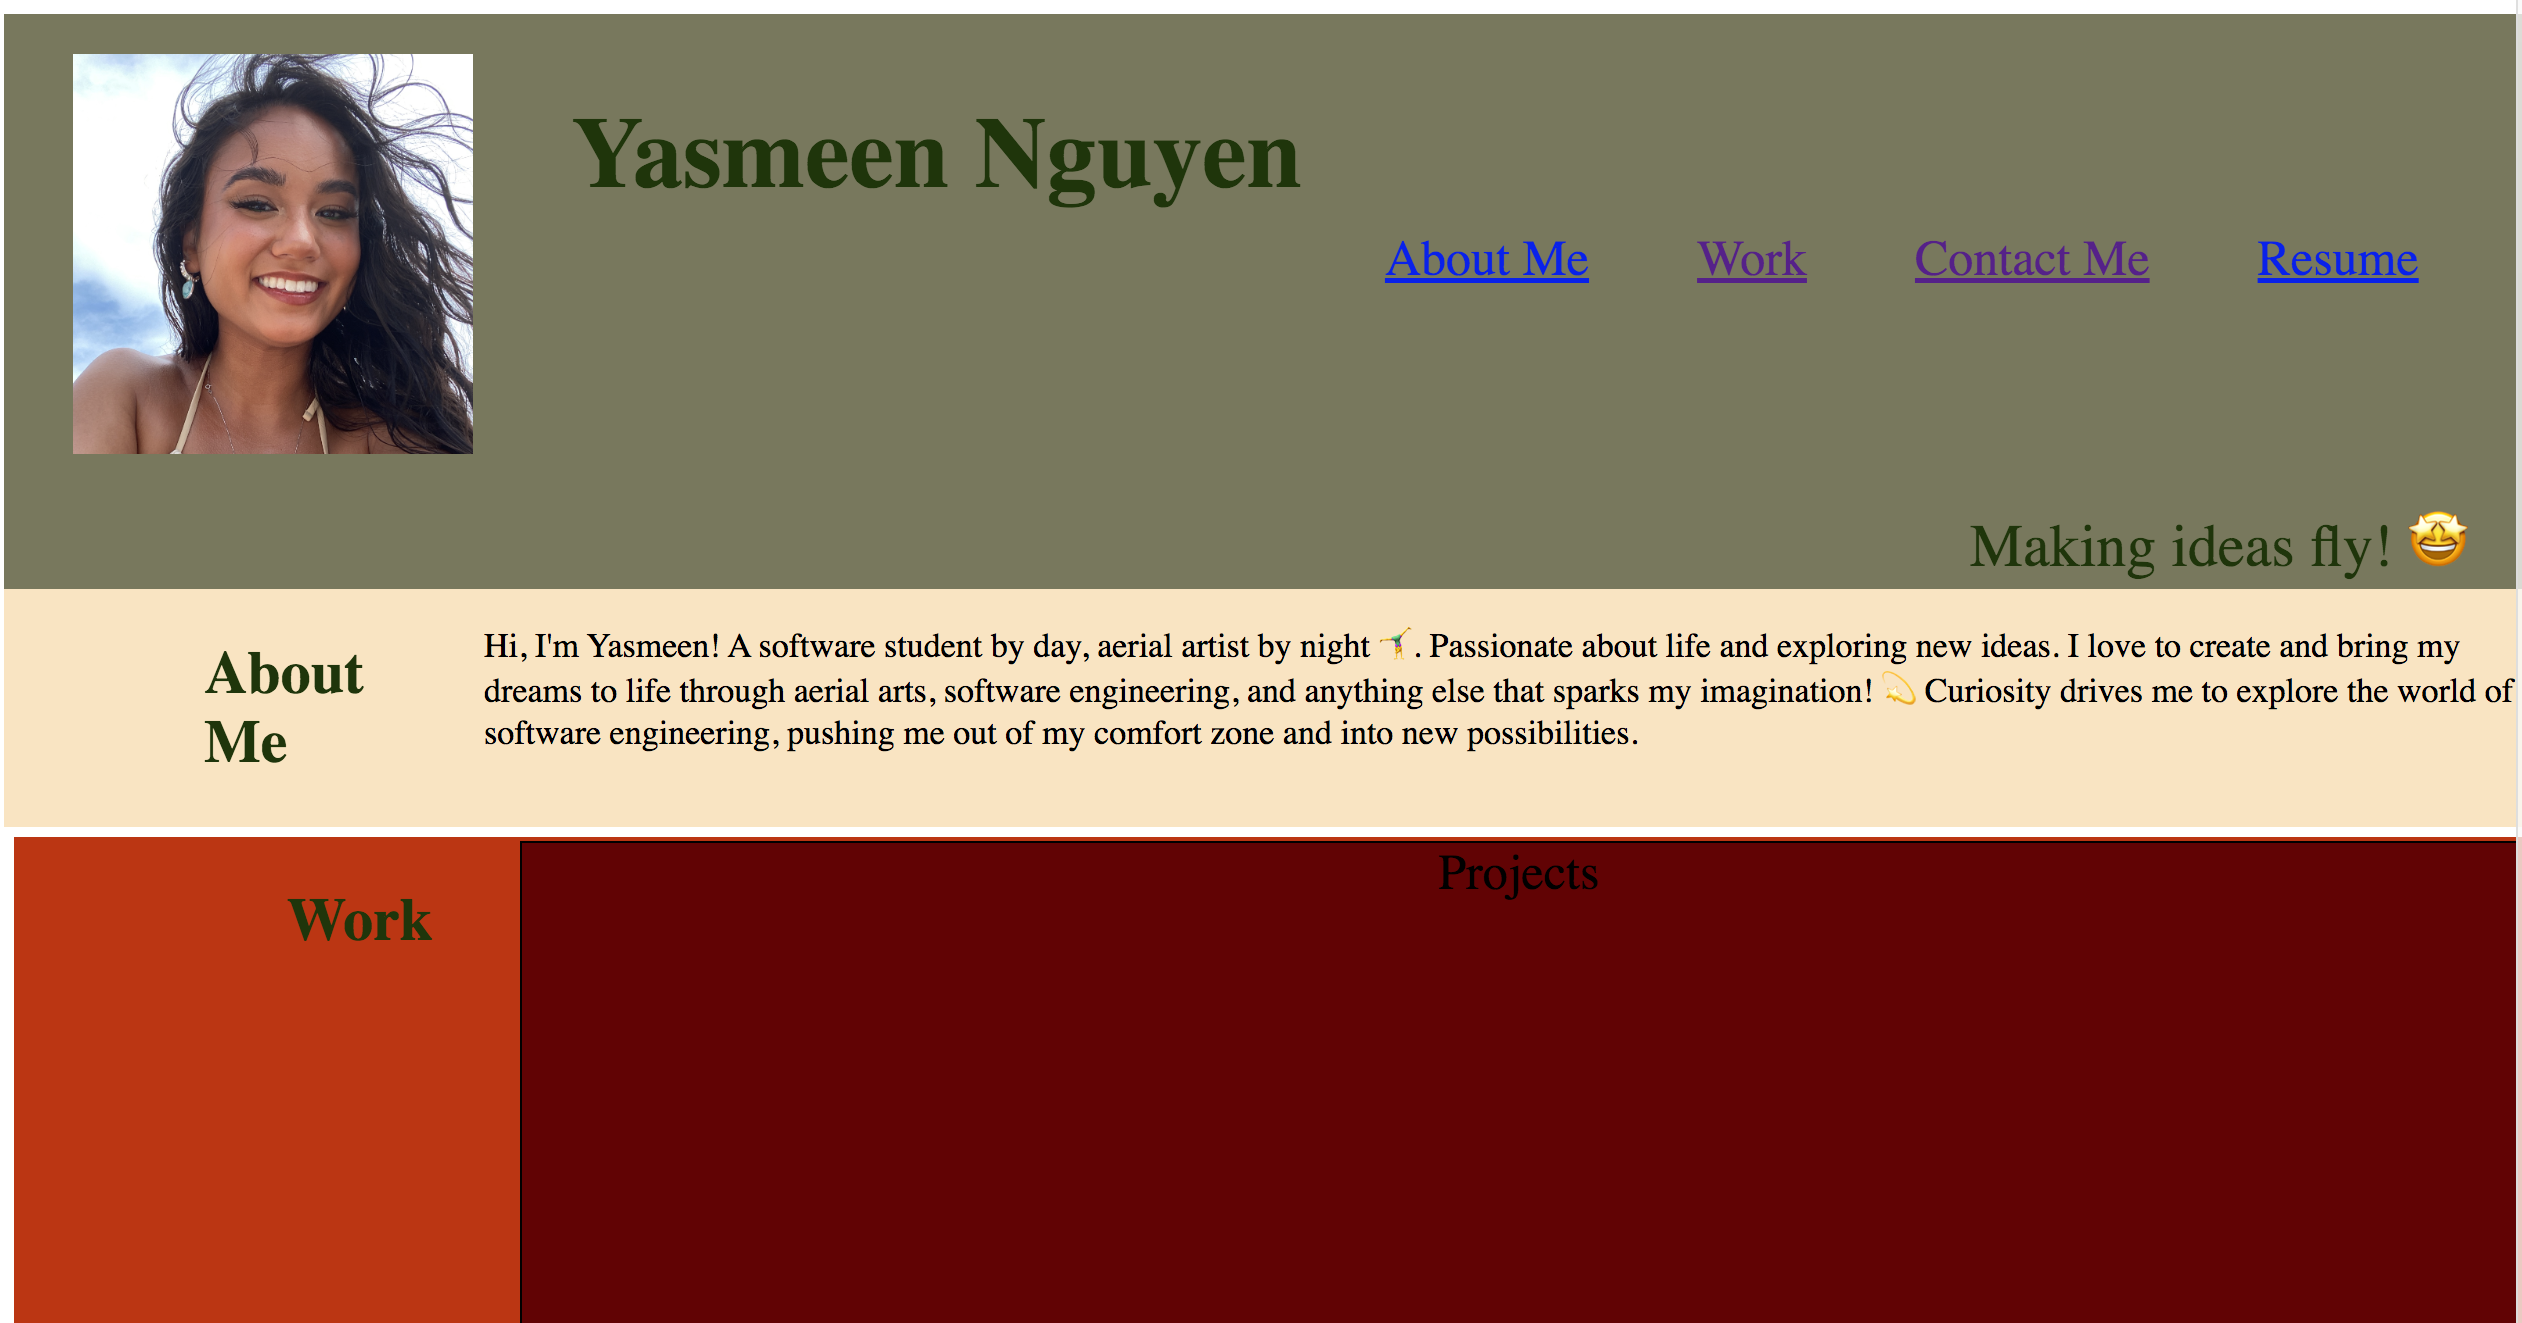 Yasmeen Nguyen
About Me
Work
Contact Me
Resume
Making ideas fly! 🤩
About
Me
Hi, I'm Yasmeen! A software student by day, aerial artist by night 🤸. Passionate about life and exploring new ideas. I love to create and bring my
dreams to life through aerial arts, software engineering, and anything else that sparks my imagination! 💫 Curiosity drives me to explore the world of
software engineering, pushing me out of my comfort zone and into new possibilities.
Work
Projects